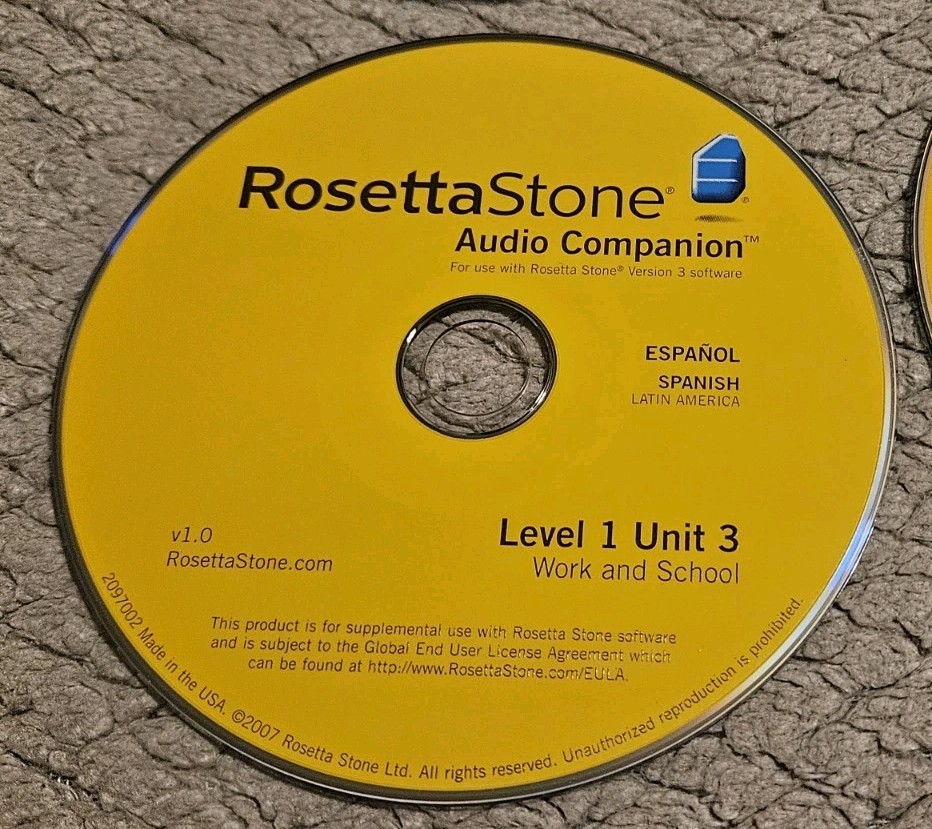 RosettaStone®
®
Audio Companion™
For use with Rosetta Stone® Version 3 software
ESPAÑOL
SPANISH
LATIN AMERICA
v1.0
RosettaStone.com
Level 1 Unit 3
Work and School
This product is for supplemental use with Rosetta Stone software
and is subject to the Global End User License Agreement which
can be found at http://www.RosettaStone.com/EULA.
2097002 Made in the USA. ©2007 Rosetta Stone Ltd. All rights reserved. Unauthorized reproduction is prohibited.